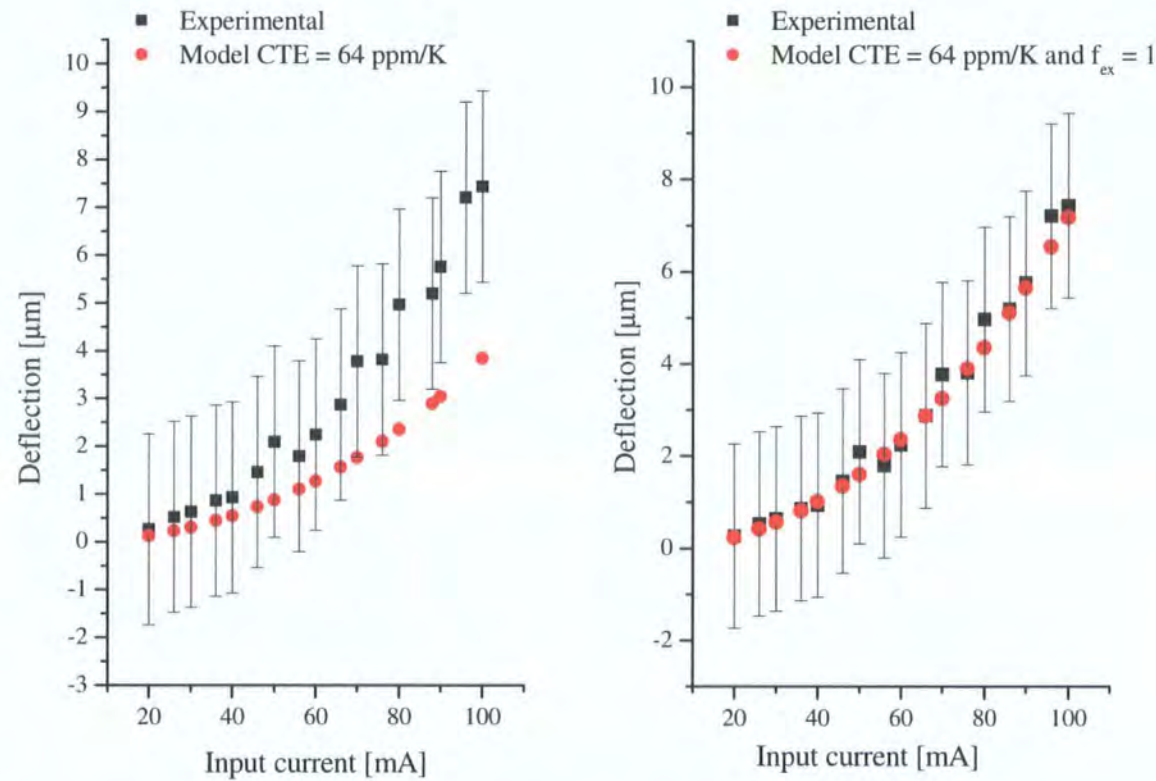 Experimental
Model CTE = 64 ppm/K
10
9
8
7
6
5
4
3
2
1
0
-1
-2
-3
Deflection [μm]
20 40 60 80 100
Input current [mA]
Experimental
Model CTE = 64 ppm/K and fex = 1
10
8
6
4
2
0
-2
Deflection [μm]
20 40 60 80 100
Input current [mA]